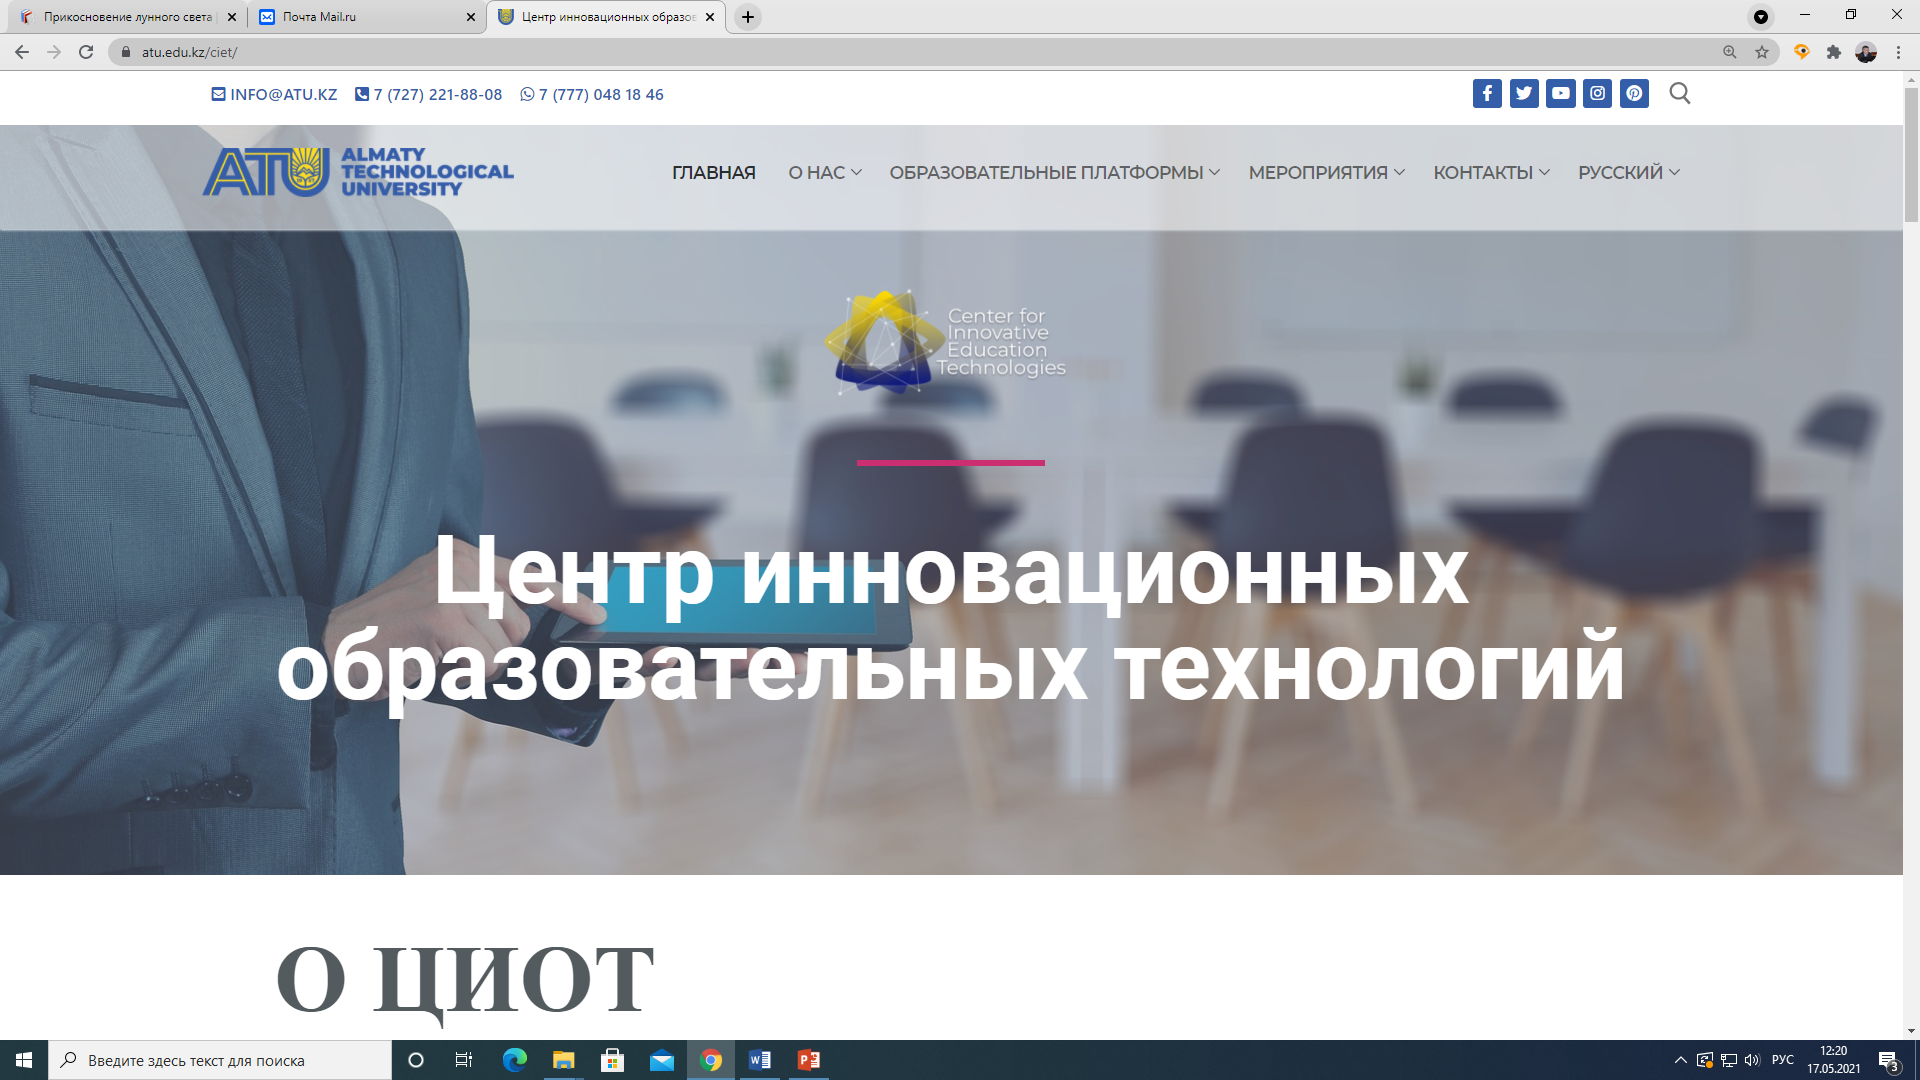 Прикосновение лунного света
Почта Mail.ru
Центр инновационных образов
atu.edu.kz/ciet/
INFO@ATU.KZ 7 (727) 221-88-08 7 (777) 048 18 46
ATU ALMATY
TECHNOLOGICAL
UNIVERSITY
ГЛАВНАЯ О НАС ОБРАЗОВАТЕЛЬНЫЕ ПЛАТФОРМЫ МЕРОПРИЯТИЯ КОНТАКТЫ РУССКИЙ
Center for
Innovative
Education
Technologies
Центр инновационных
образовательных технологий
О ЦИОТ
Введите здесь текст для поиска
РУС
12:20
17.05.2021
3